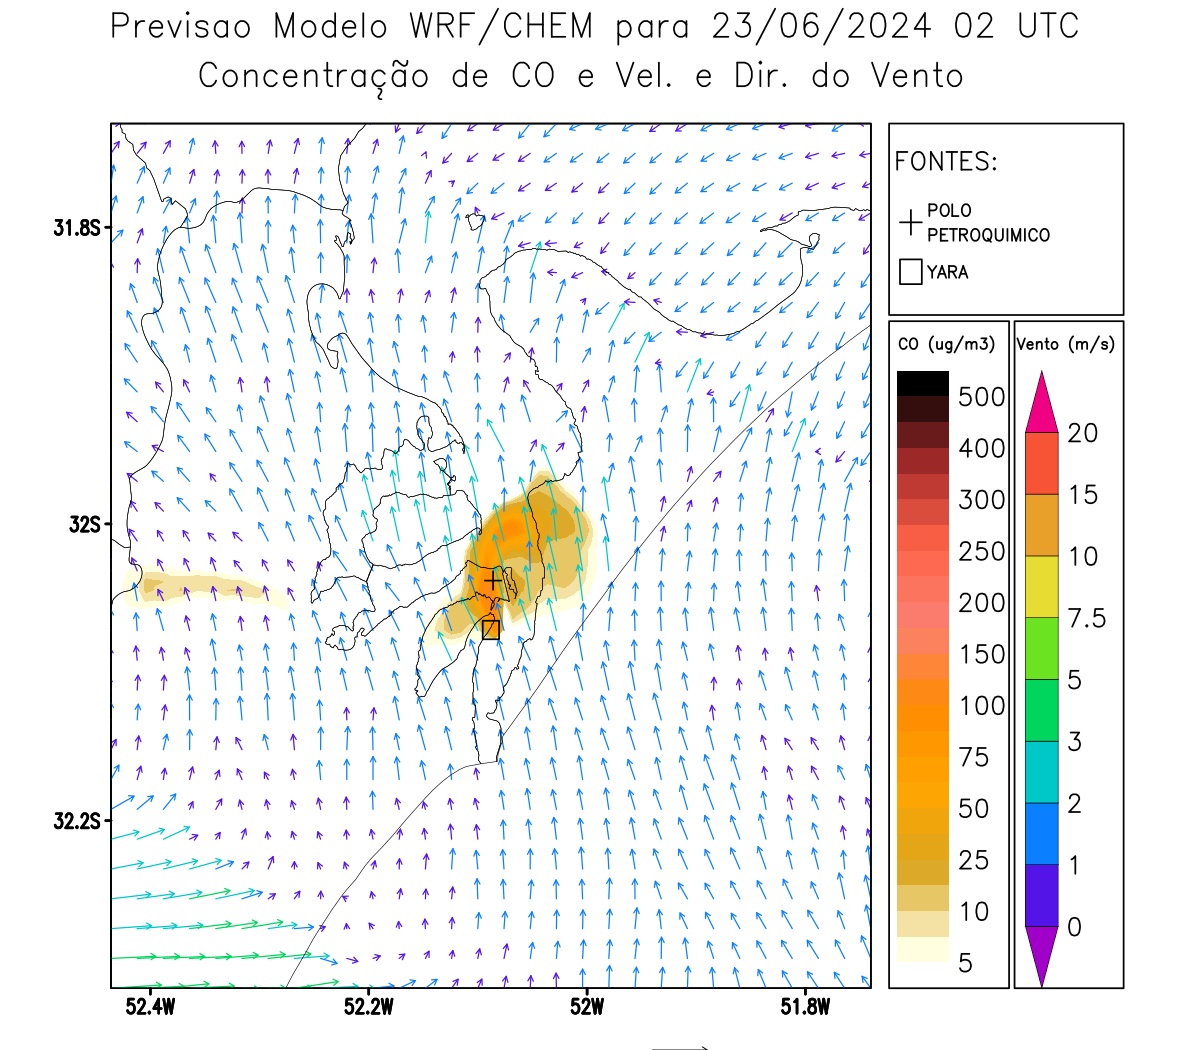 Previsao Modelo WRF/CHEM para 23/06/2024 02 UTC
Concentração de CO e Vel. e Dir. do Vento
FONTES:
POLO
PETROQUIMICO
YARA
CO (ug/m3)
500
400
300
250
200
150
100
75
50
25
10
5
Vento (m/s)
20
15
10
7.5
5
3
2
1
0
31.8S
32S
32.2S
52.4W
52.2W
52W
51.8W